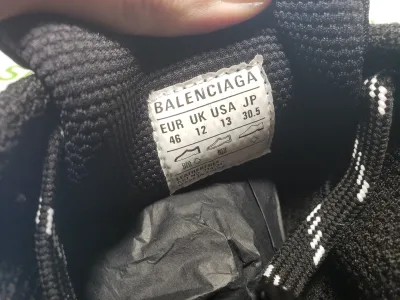 BALENCIAGA
EUR UK USA JP
46 12 13 30.5